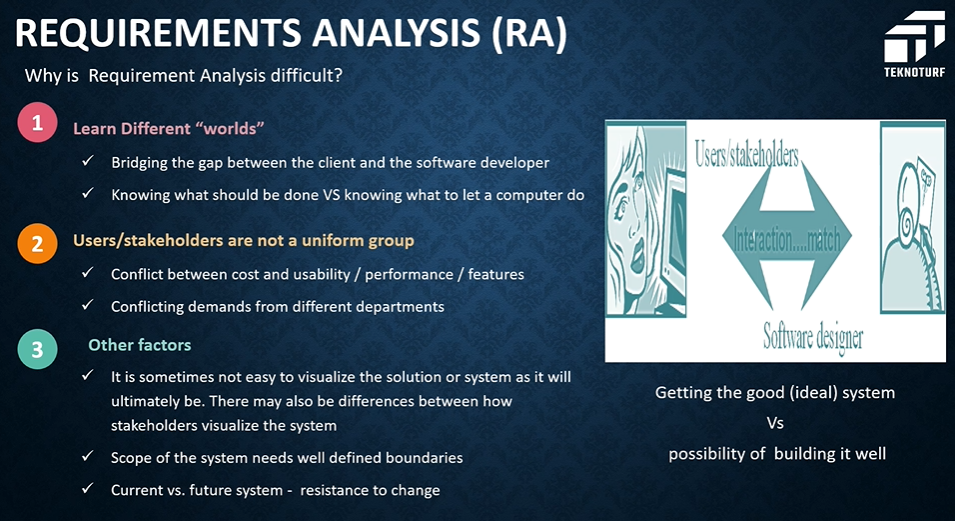 REQUIREMENTS ANALYSIS (RA)
TEKNOTURF
Why is Requirement Analysis difficult?
1
Learn Different “worlds”
✓ Bridging the gap between the client and the software developer
✓ Knowing what should be done VS knowing what to let a computer do
2
Users/stakeholders are not a uniform group
✓ Conflict between cost and usability / performance / features
✓ Conflicting demands from different departments
3
Other factors
✓ It is sometimes not easy to visualize the solution or system as it will
ultimately be. There may also be differences between how
stakeholders visualize the system
✓ Scope of the system needs well defined boundaries
✓ Current vs. future system - resistance to change
Users/stakeholders
Interaction....match
Software designer
Getting the good (ideal) system
Vs
possibility of building it well